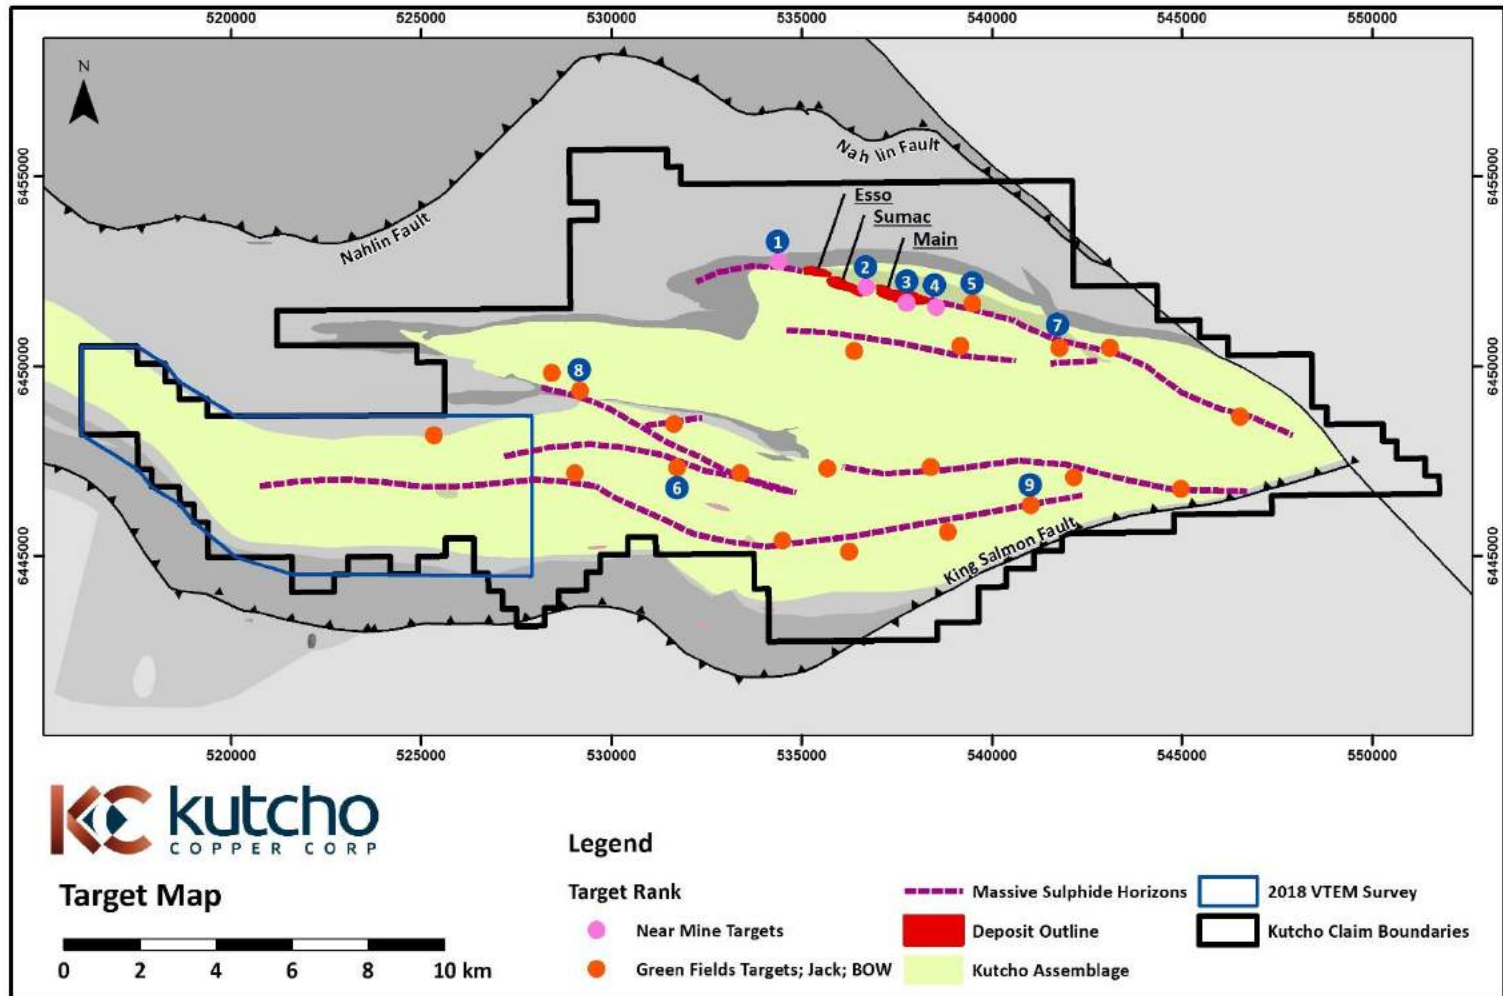 520000 525000 530000 535000 540000 545000 550000
N
Nah lin Fault
6455000 6455000
Esso
Sumac
Nahlin Fault
1 Main
2
3 4 5
7
6450000 6450000
8
6 9
King Salmon Fault
6445000 6445000
520000 525000 530000 535000 540000 545000 550000
KC kutcho
COPPER CORP
Target Map
0 2 4 6 8 10 km
Legend
Target Rank
Near Mine Targets
Green Fields Targets; Jack; BOW
Massive Sulphide Horizons
Deposit Outline
Kutcho Assemblage
2018 VTEM Survey
Kutcho Claim Boundaries